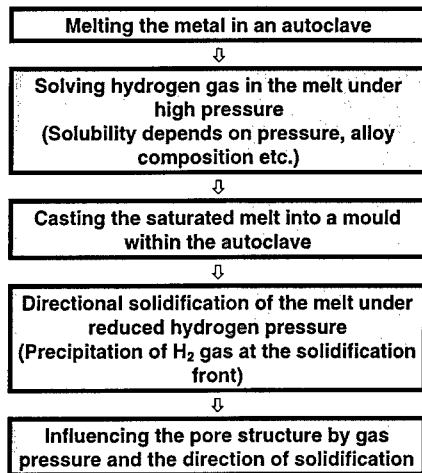 Melting the metal in an autoclave
⇩
Solving hydrogen gas in the melt under
high pressure
(Solubility depends on pressure, alloy
composition etc.)
⇩
Casting the saturated melt into a mould
within the autoclave
⇩
Directional solidification of the melt under
reduced hydrogen pressure
(Precipitation of H₂ gas at the solidification
front)
⇩
Influencing the pore structure by gas
pressure and the direction of solidification